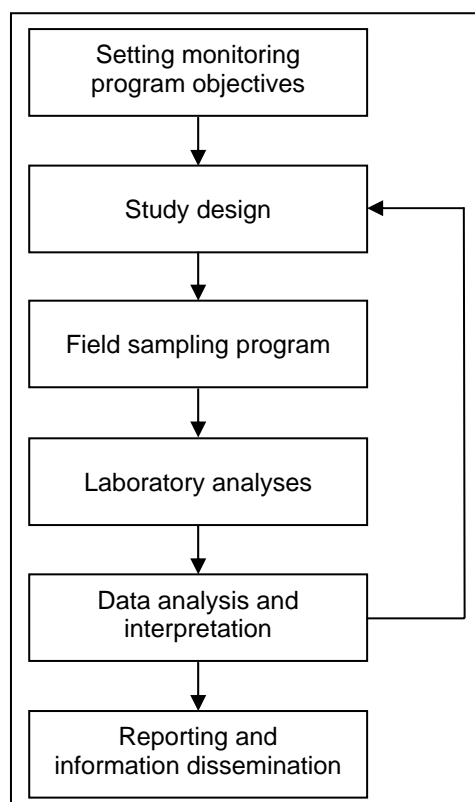 Setting monitoring
program objectives
Study design
Field sampling program
Laboratory analyses
Data analysis and
interpretation
Reporting and
information dissemination